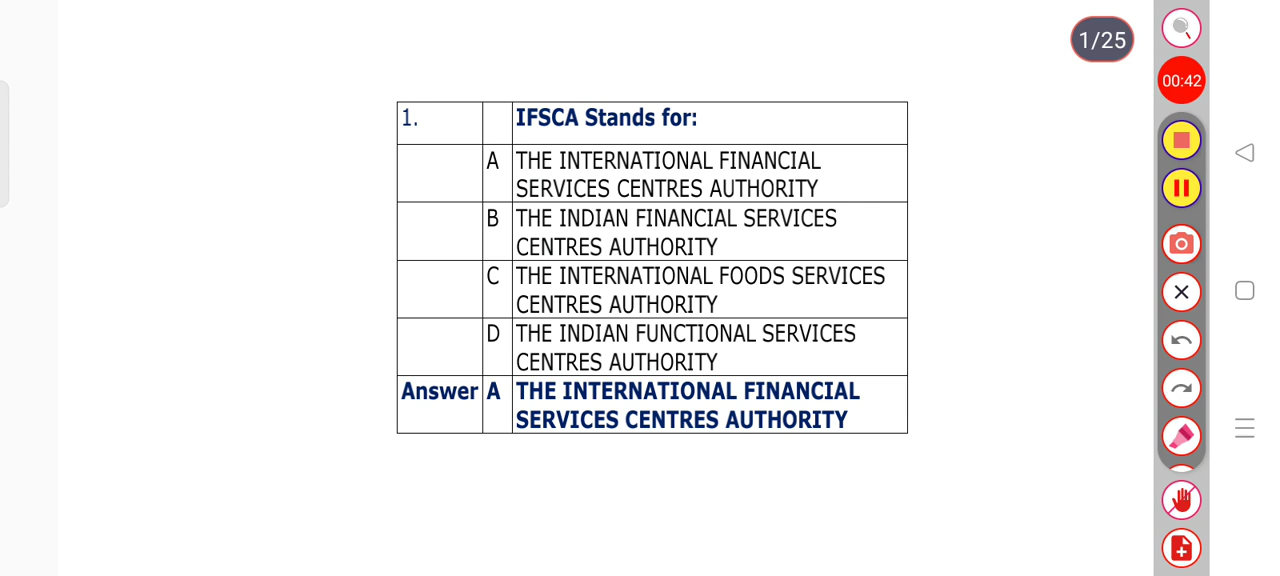 1/25
00:42
1. IFSCA Stands for:
A THE INTERNATIONAL FINANCIAL
SERVICES CENTRES AUTHORITY
B THE INDIAN FINANCIAL SERVICES
CENTRES AUTHORITY
C THE INTERNATIONAL FOODS SERVICES
CENTRES AUTHORITY
D THE INDIAN FUNCTIONAL SERVICES
CENTRES AUTHORITY
Answer A THE INTERNATIONAL FINANCIAL
SERVICES CENTRES AUTHORITY